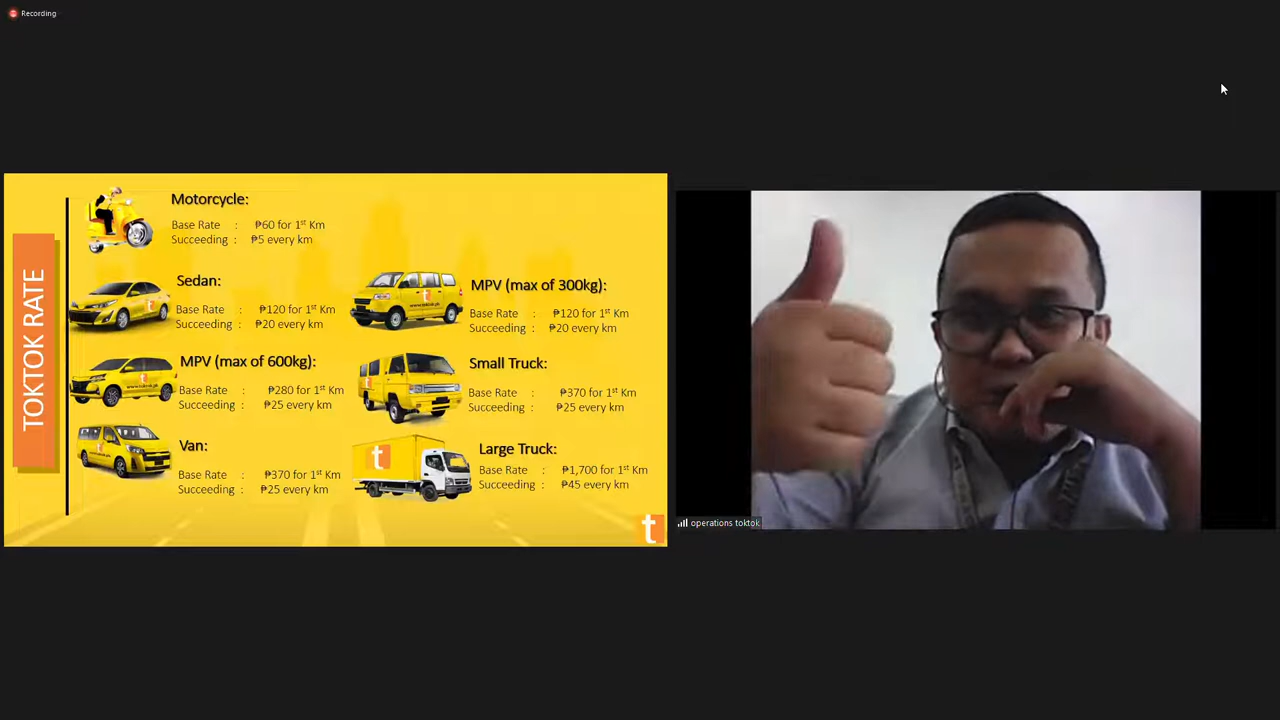 Recording
TOKTOK RATE
Motorcycle:
Base Rate : ₱60 for 1st Km
Succeeding : ₱5 every km
Sedan:
Base Rate : ₱120 for 1st Km
Succeeding : ₱20 every km
MPV (max of 300kg):
Base Rate : ₱120 for 1st Km
Succeeding : ₱20 every km
MPV (max of 600kg):
Base Rate : ₱280 for 1st Km
Succeeding : ₱25 every km
Small Truck:
Base Rate : ₱370 for 1st Km
Succeeding : ₱25 every km
Van:
Base Rate : ₱370 for 1st Km
Succeeding : ₱25 every km
Large Truck:
Base Rate : ₱1,700 for 1st Km
Succeeding : ₱45 every km
t
operations toktok